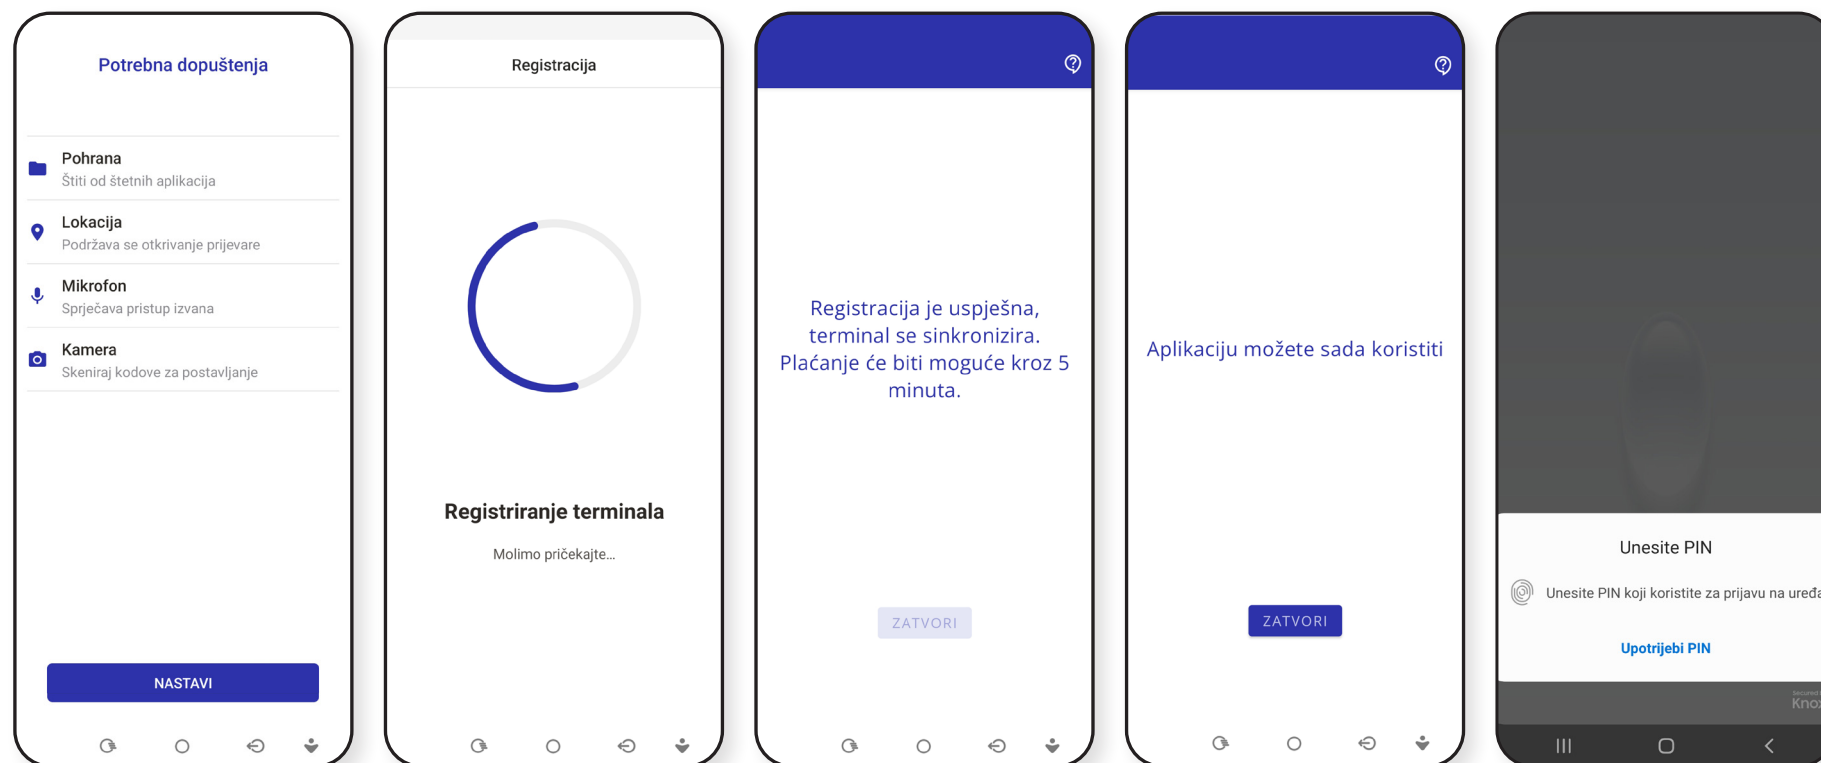 Potrebna dopuštenja
Pohrana
Štiti od štetnih aplikacija
Lokacija
Podržava se otkrivanje prijevare
Mikrofon
Sprječava pristup izvana
Kamera
Skeniraj kodove za postavljanje
NASTAVI
Registracija
Registriranje terminala
Molimo pričekajte...
Registracija je uspješna,
terminal se sinkronizira.
Plaćanje će biti moguće kroz 5
minuta.
ZATVORI
Aplikaciju možete sada koristiti
ZATVORI
Unesite PIN
Unesite PIN koji koristite za prijavu na uređa
Upotrijebi PIN
Secured
Knox